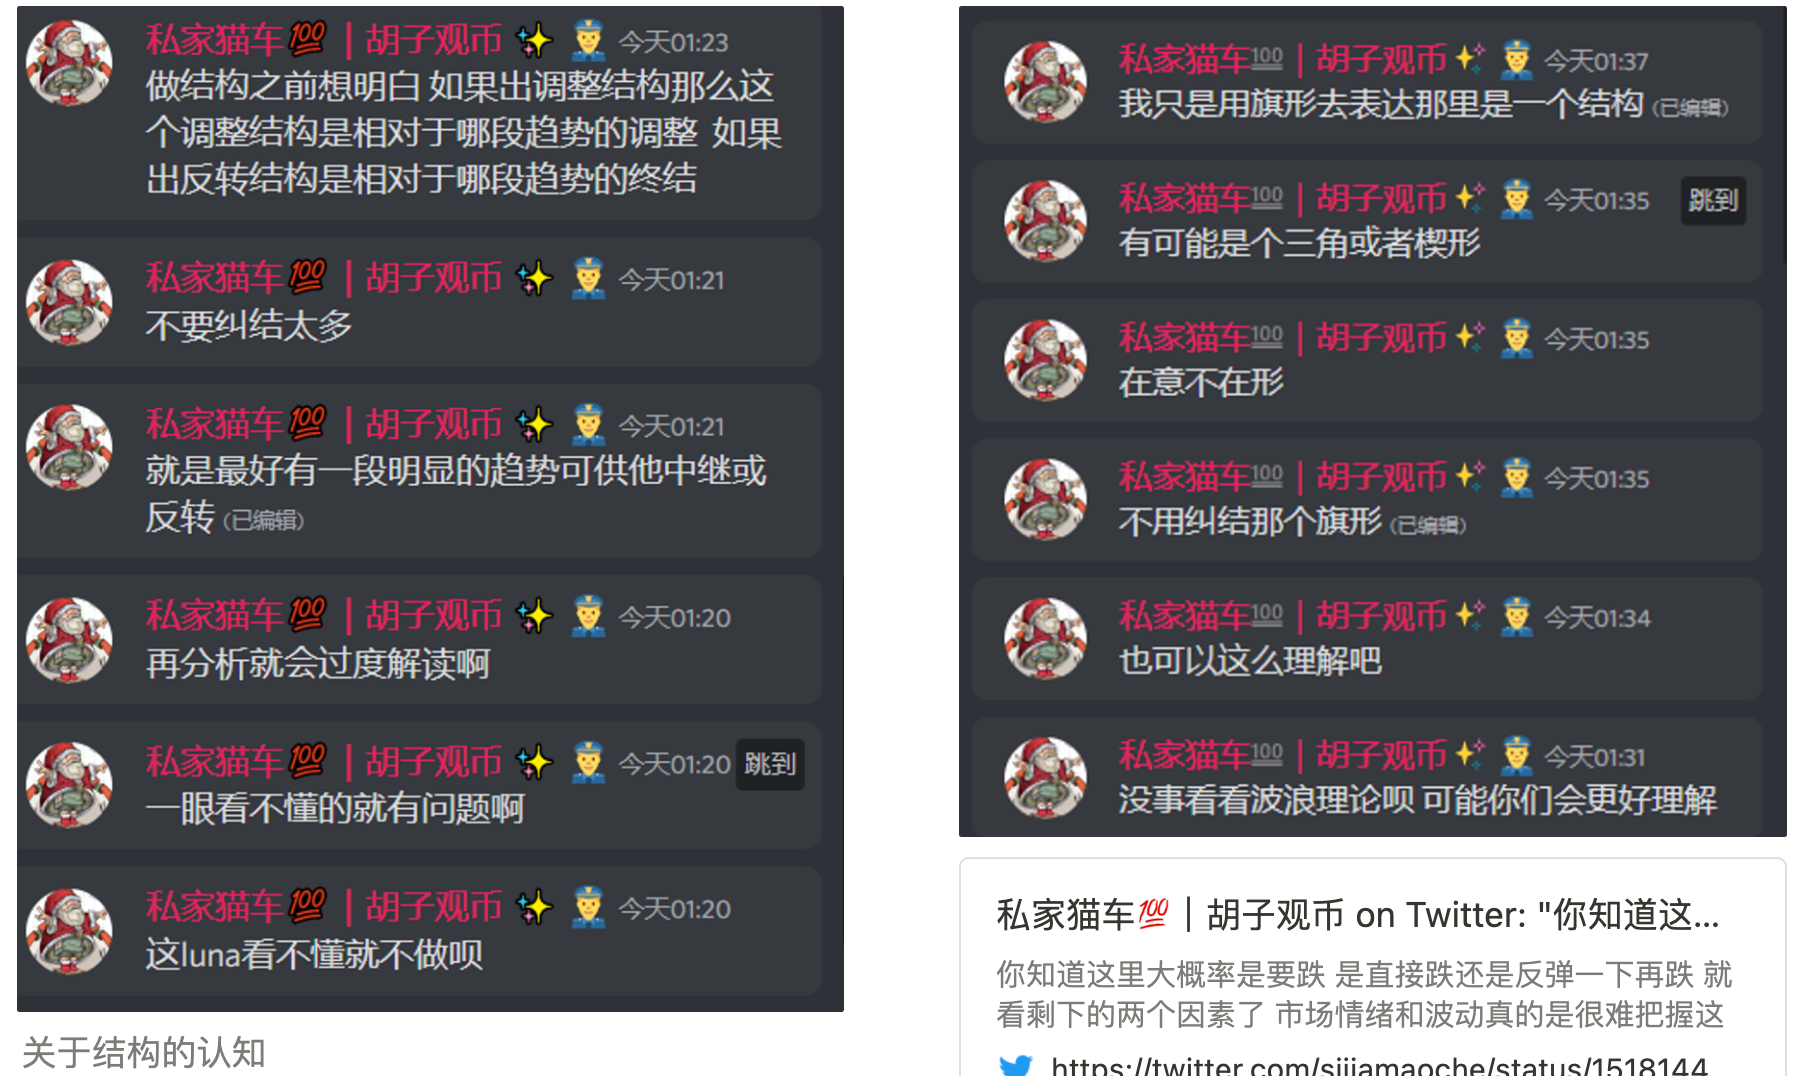 私家猫车💯 | 胡子观币 ✨ 👮 今天01:23
做结构之前想明白 如果出调整结构那么这
个调整结构是相对于哪段趋势的调整 如果
出反转结构是相对于哪段趋势的终结
私家猫车💯 | 胡子观币 ✨ 👮 今天01:21
不要纠结太多
私家猫车💯 | 胡子观币 ✨ 👮 今天01:21
就是最好有一段明显的趋势可供他中继或
反转 (已编辑)
私家猫车💯 | 胡子观币 ✨ 👮 今天01:20
再分析就会过度解读啊
私家猫车💯 | 胡子观币 ✨ 👮 今天01:20 跳到
一眼看不懂的就有问题啊
私家猫车💯 | 胡子观币 ✨ 👮 今天01:20
这luna看不懂就不做呗
关于结构的认知
私家猫车💯 | 胡子观币 ✨ 👮 今天01:37
我只是用旗形去表达那里是一个结构 (已编辑)
私家猫车💯 | 胡子观币 ✨ 👮 今天01:35 跳到
有可能是个三角或者楔形
私家猫车💯 | 胡子观币 ✨ 👮 今天01:35
在意不在形
私家猫车💯 | 胡子观币 ✨ 👮 今天01:35
不用纠结那个旗形 (已编辑)
私家猫车💯 | 胡子观币 ✨ 👮 今天01:34
也可以这么理解吧
私家猫车💯 | 胡子观币 ✨ 👮 今天01:31
没事看看波浪理论呗 可能你们会更好理解
私家猫车💯 | 胡子观币 on Twitter: "你知道这...
你知道这里大概率是要跌 是直接跌还是反弹一下再跌 就
看剩下的两个因素了 市场情绪和波动真的是很难把握这
https://twitter.com/sijiamaoche/status/1518144